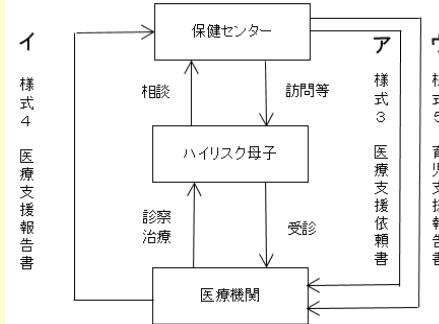 保健センター
イ
様式4 医療支援報告書
相談
訪問等
ハイリスク母子
診察
治療
受診
医療機関
ア
様式3 医療支援依頼書
ウ
様式5 育児支援報告書